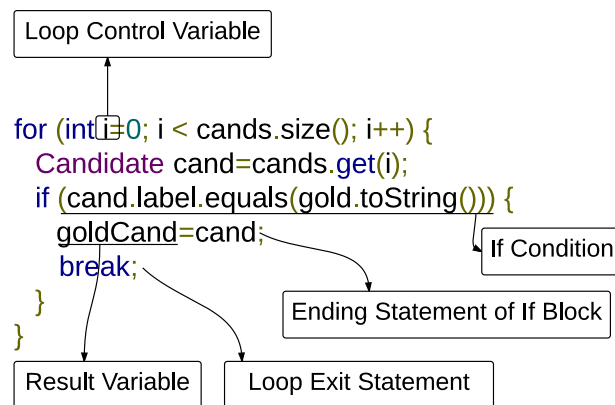 Loop Control Variable
for (int i=0; i < cands.size(); i++) {
Candidate cand=cands.get(i);
if (cand.label.equals(gold.toString())) {
goldCand=cand;
If Condition
break;
Ending Statement of If Block
}
}
Result Variable
Loop Exit Statement